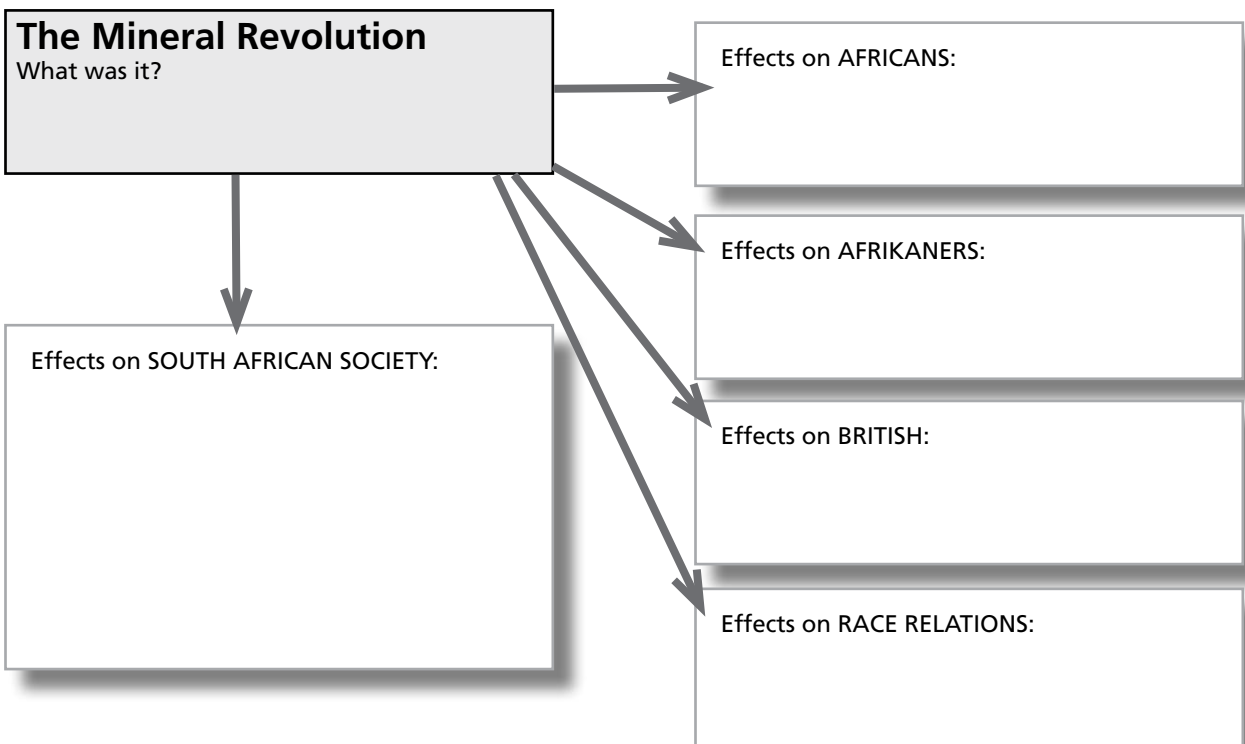 The Mineral Revolution
What was it?
Effects on AFRICANS:
Effects on AFRIKANERS:
Effects on BRITISH:
Effects on RACE RELATIONS:
Effects on SOUTH AFRICAN SOCIETY: